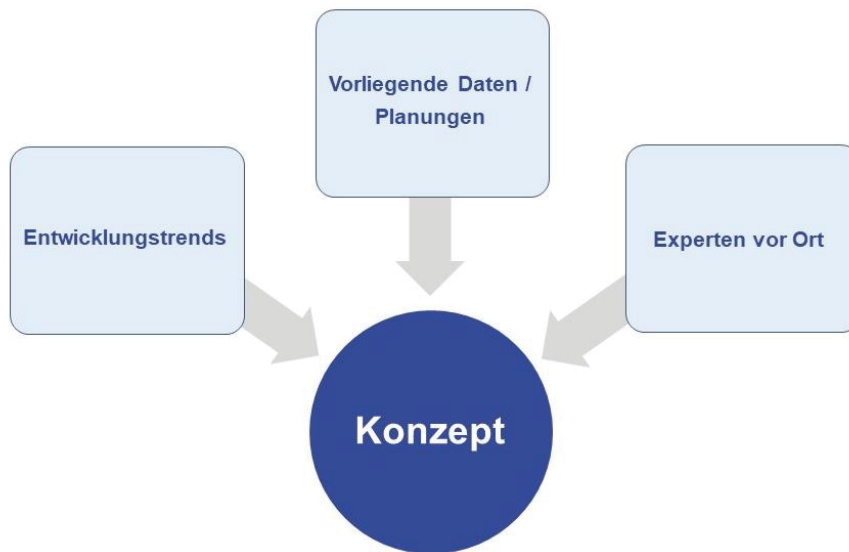 Vorliegende Daten /
Planungen
Entwicklungstrends
Experten vor Ort
Konzept